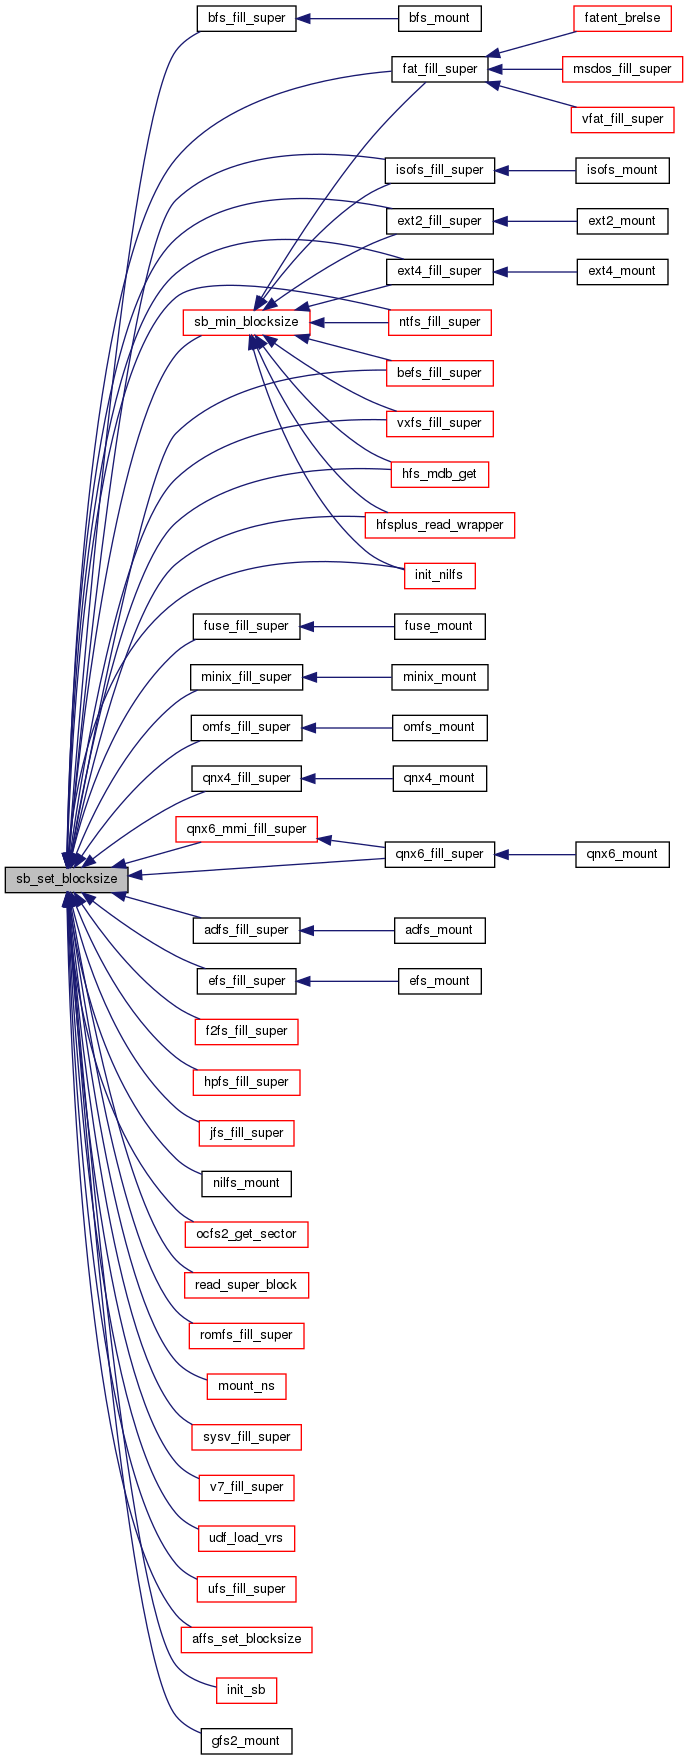 bfs_fill_super
bfs_mount
fatent_brelse
fat_fill_super
msdos_fill_super
vfat_fill_super
isofs_fill_super
isofs_mount
ext2_fill_super
ext2_mount
ext4_fill_super
ext4_mount
sb_min_blocksize
ntfs_fill_super
befs_fill_super
vxfs_fill_super
hfs_mdb_get
hfsplus_read_wrapper
init_nilfs
fuse_fill_super
fuse_mount
minix_fill_super
minix_mount
omfs_fill_super
omfs_mount
qnx4_fill_super
qnx4_mount
qnx6_mmi_fill_super
qnx6_fill_super
qnx6_mount
sb_set_blocksize
adfs_fill_super
adfs_mount
efs_fill_super
efs_mount
f2fs_fill_super
hpfs_fill_super
jfs_fill_super
nilfs_mount
ocfs2_get_sector
read_super_block
romfs_fill_super
mount_ns
sysv_fill_super
v7_fill_super
udf_load_vrs
ufs_fill_super
affs_set_blocksize
init_sb
gfs2_mount